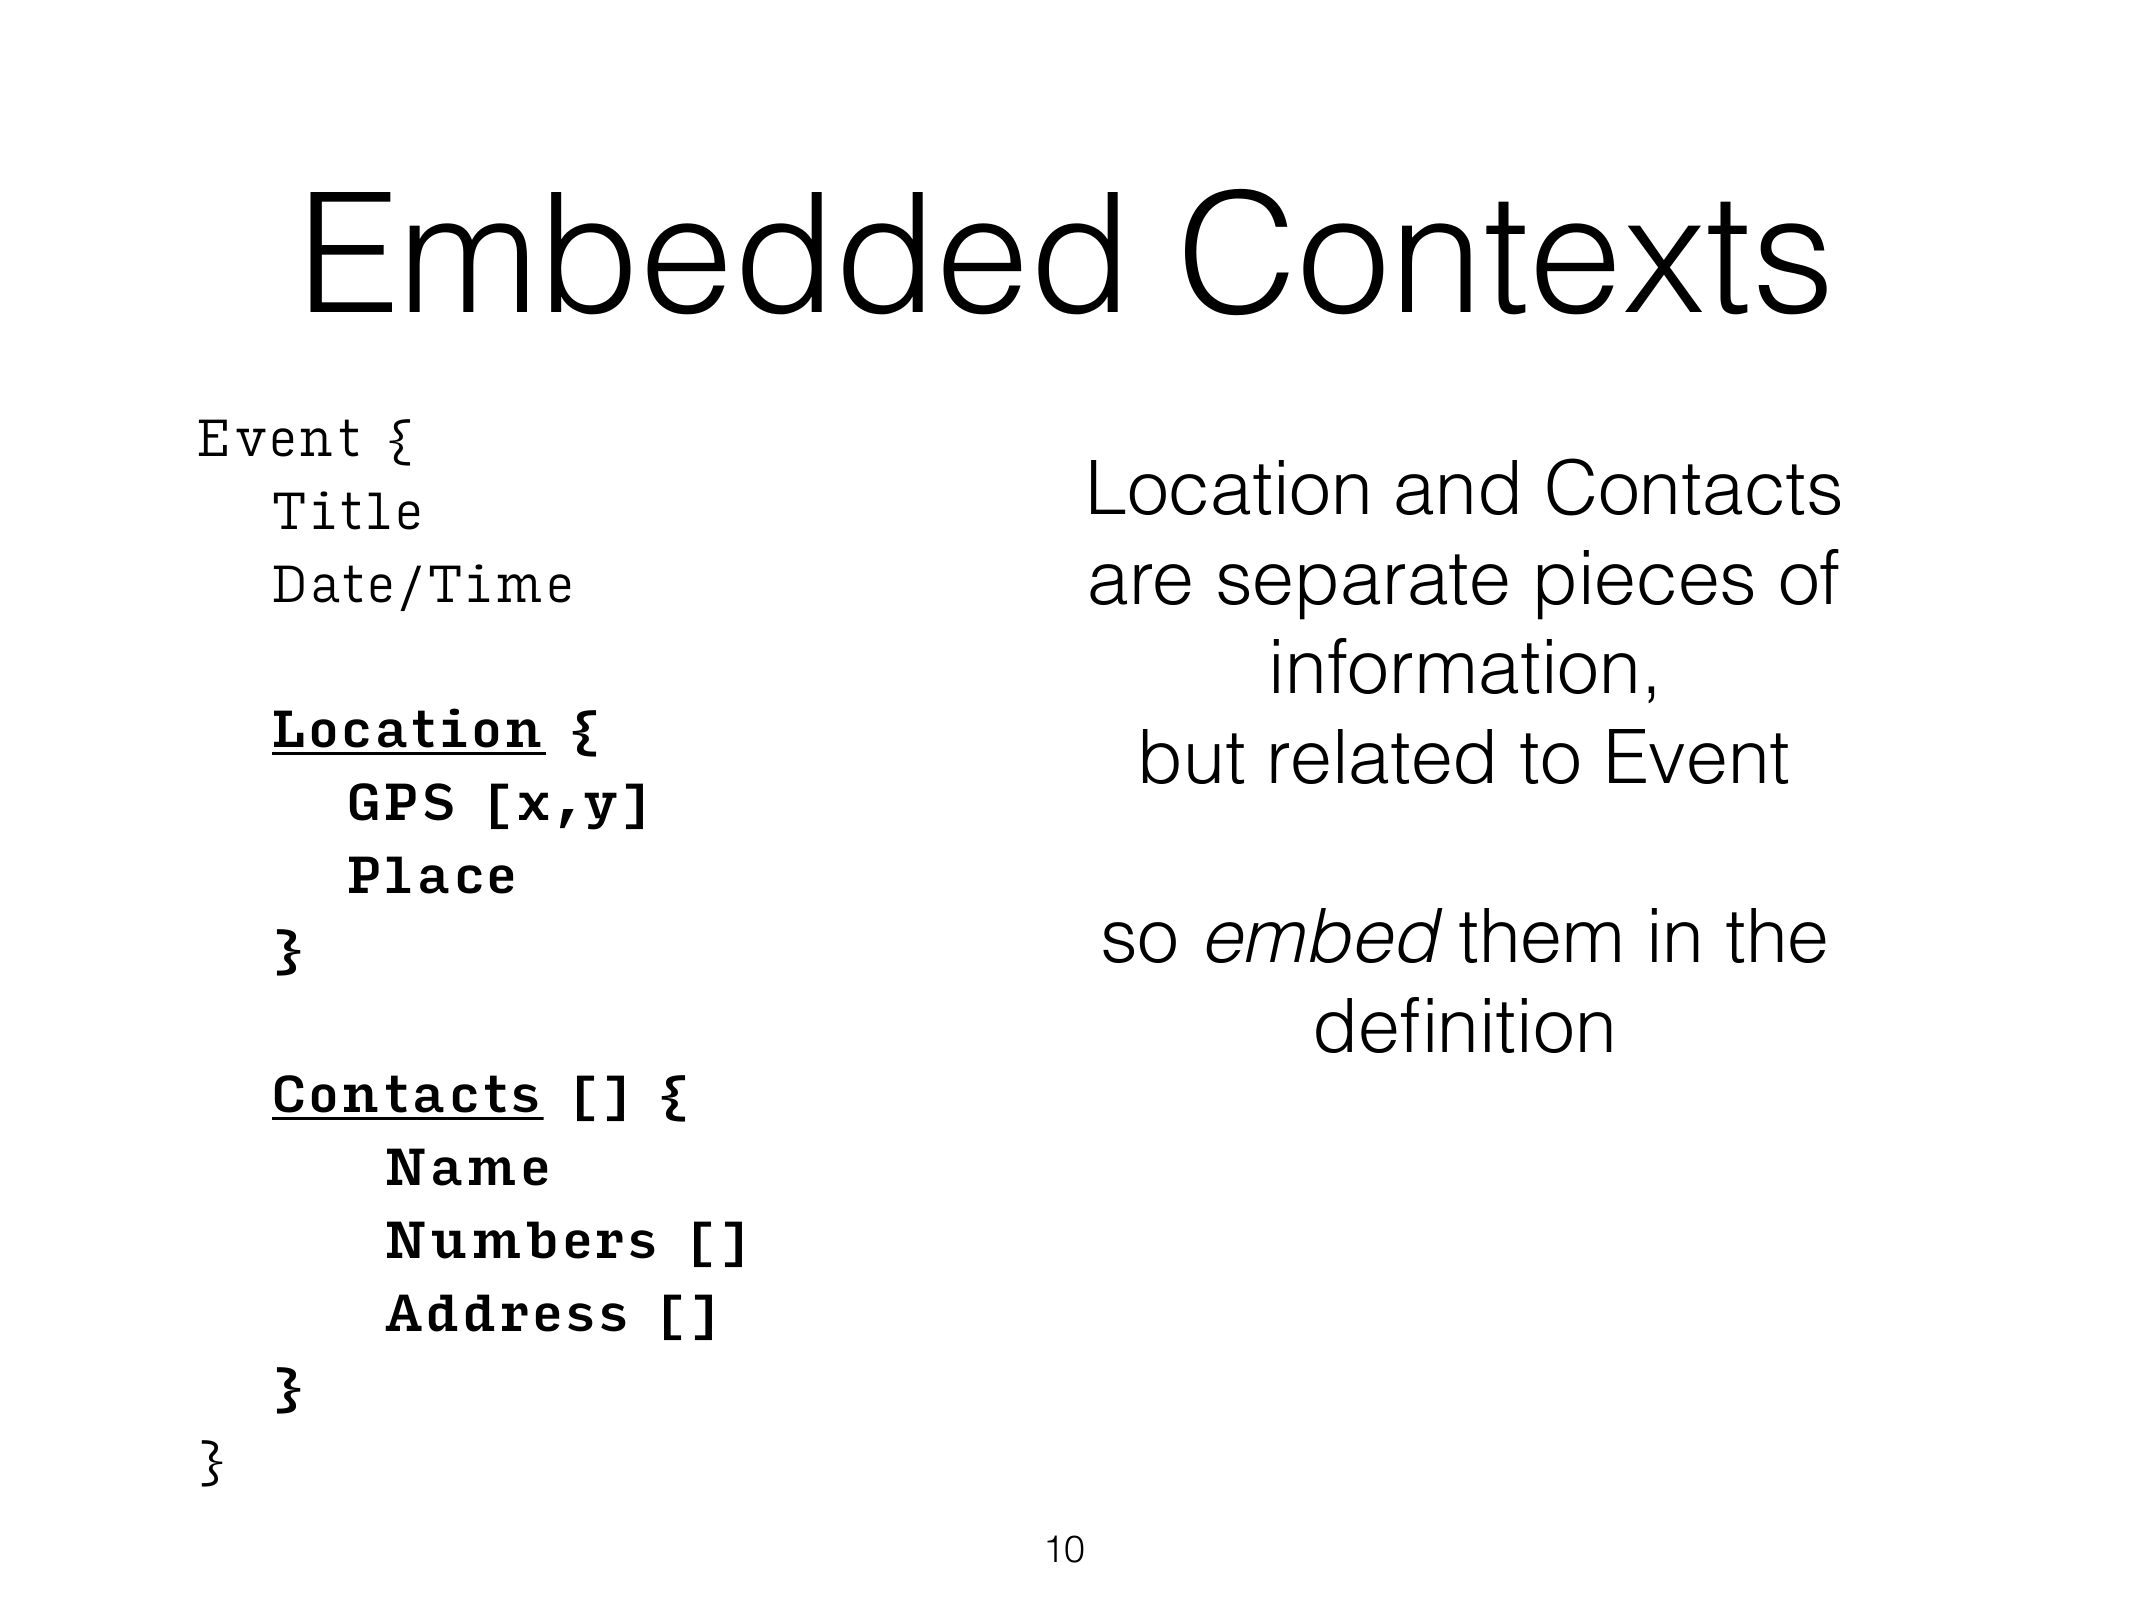 Embedded Contexts
Event {
Title
Date/Time
Location {
GPS [x,y]
Place
}
Contacts [] {
Name
Numbers []
Address []
}
}
Location and Contacts
are separate pieces of
information,
but related to Event
so embed them in the
definition
10